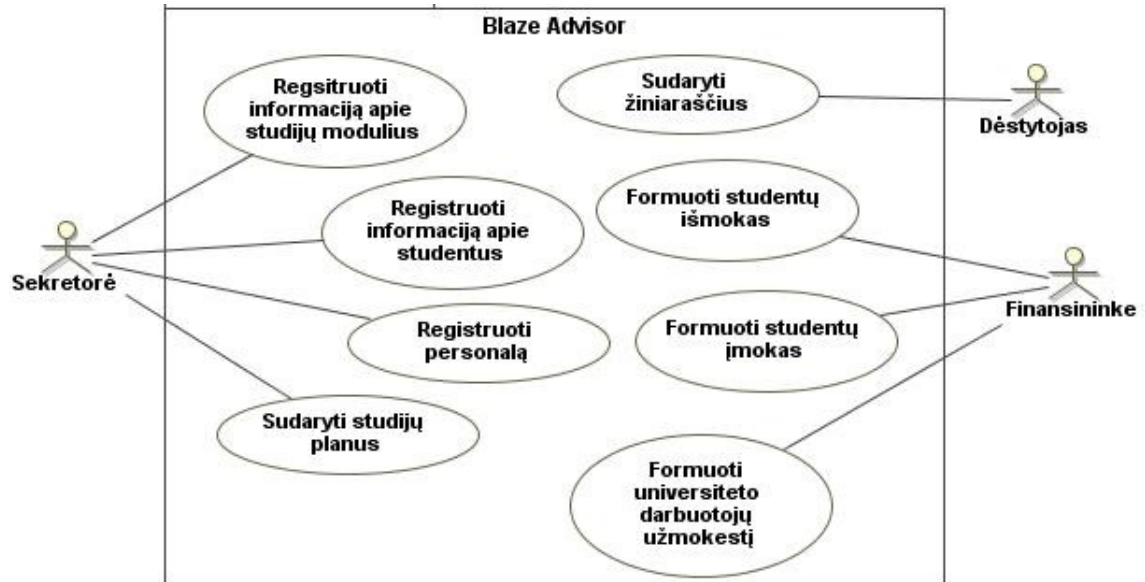 Blaze Advisor
Regsitruoti
informaciją apie
studijų modulius
Sudaryti
žiniaraščius
Dėstytojas
Registruoti
informaciją apie
studentus
Formuoti studentų
išmokas
Sekretorė
Finansininke
Registruoti
personalą
Formuoti studentų
įmokas
Sudaryti studijų
planus
Formuoti
universiteto
darbuotojų
užmokestį